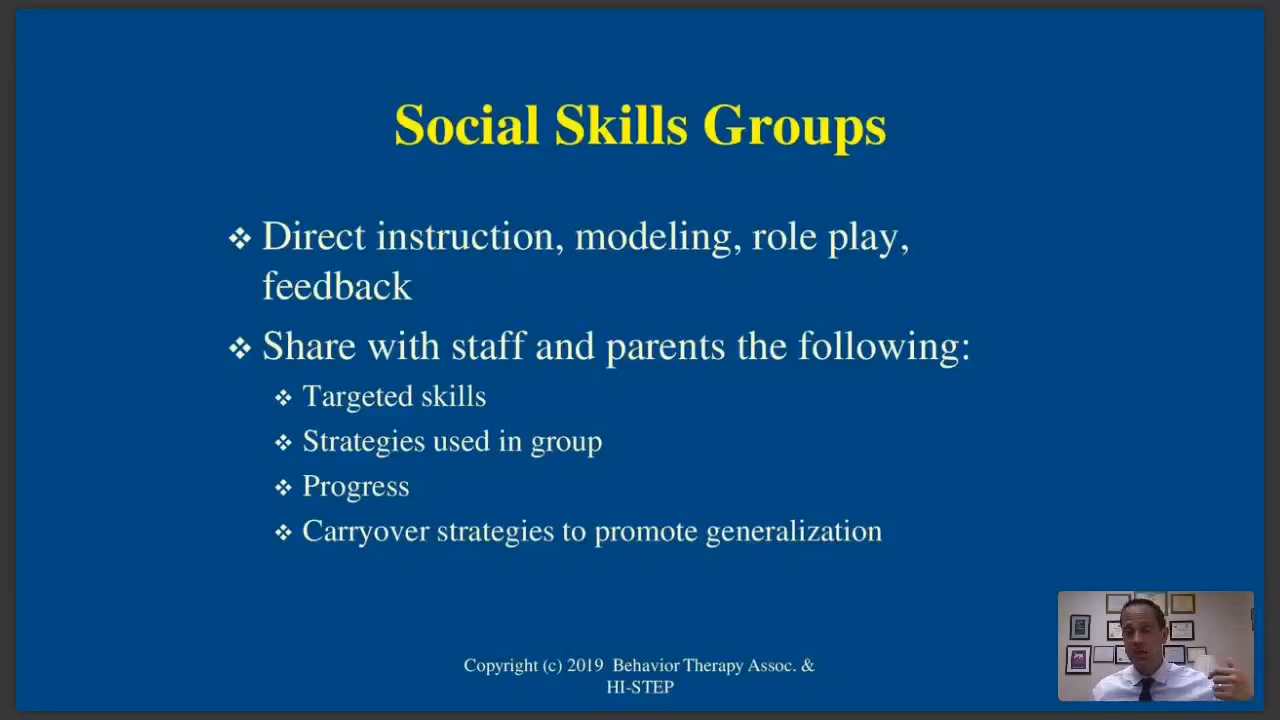 Social Skills Groups
❖ Direct instruction, modeling, role play,
feedback
❖ Share with staff and parents the following:
❖ Targeted skills
❖ Strategies used in group
❖ Progress
❖ Carryover strategies to promote generalization
Copyright (c) 2019 Behavior Therapy Assoc. &
HI-STEP